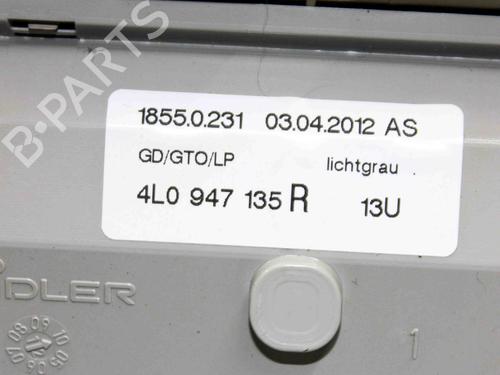 1855.0.231 03.04.2012 AS
GD/GTO/LP lichtgrau
4L0 947 135 R 13U
DLER
1
B-PARTS